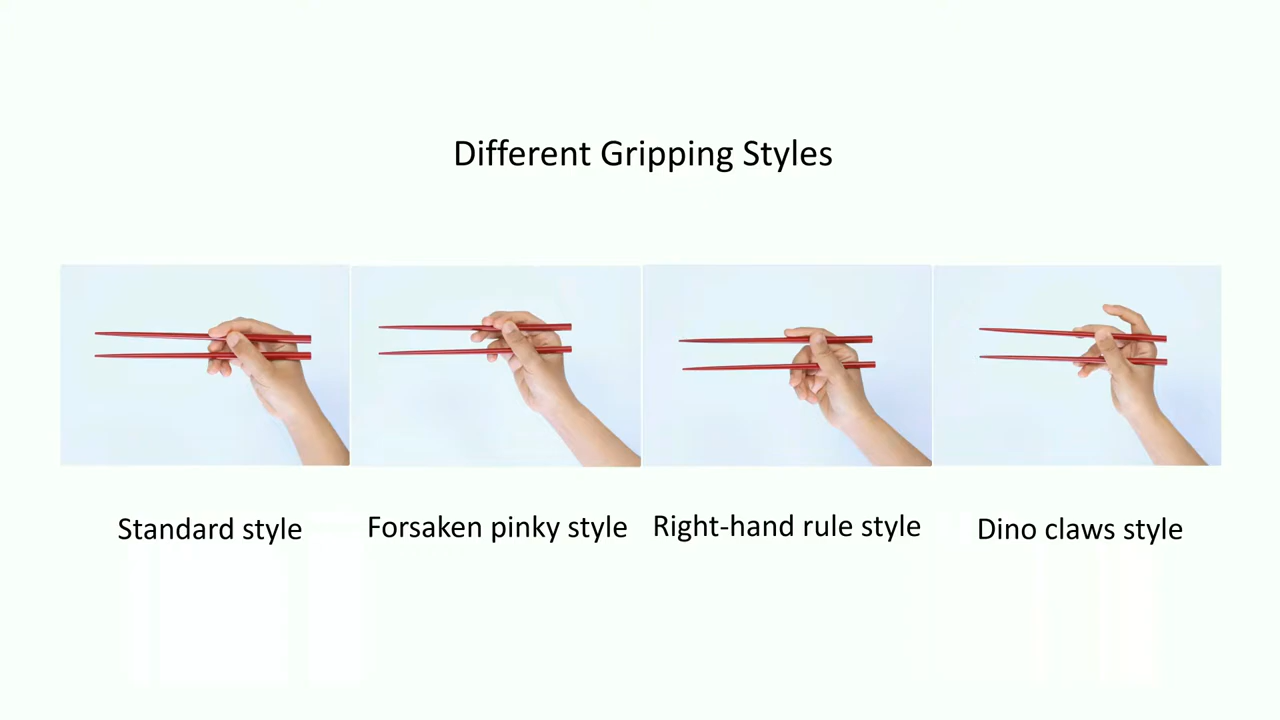 Different Gripping Styles
Standard style
Forsaken pinky style
Right-hand rule style
Dino claws style